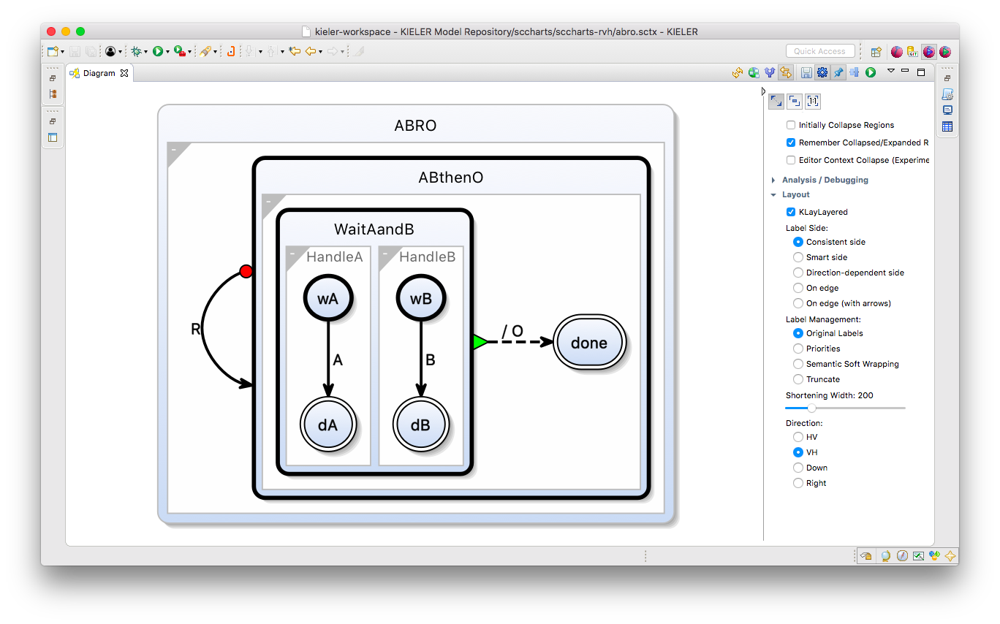 kieler-workspace - KIELER Model Repository/sccharts/sccharts-rvh/abro.sctx - KIELER
Quick Access
GIT
Diagram
ABRO
ABthenO
WaitAandB
HandleA
HandleB
wA
wB
R
/ O
done
A
B
dA
dB
[1:1]
Initially Collapse Regions
Remember Collapsed/Expanded R
Editor Context Collapse (Experime
Analysis / Debugging
Layout
KLayLayered
Label Side:
Consistent side
Smart side
Direction-dependent side
On edge
On edge (with arrows)
Label Management:
Original Labels
Priorities
Semantic Soft Wrapping
Truncate
Shortening Width: 200
Direction:
HV
VH
Down
Right